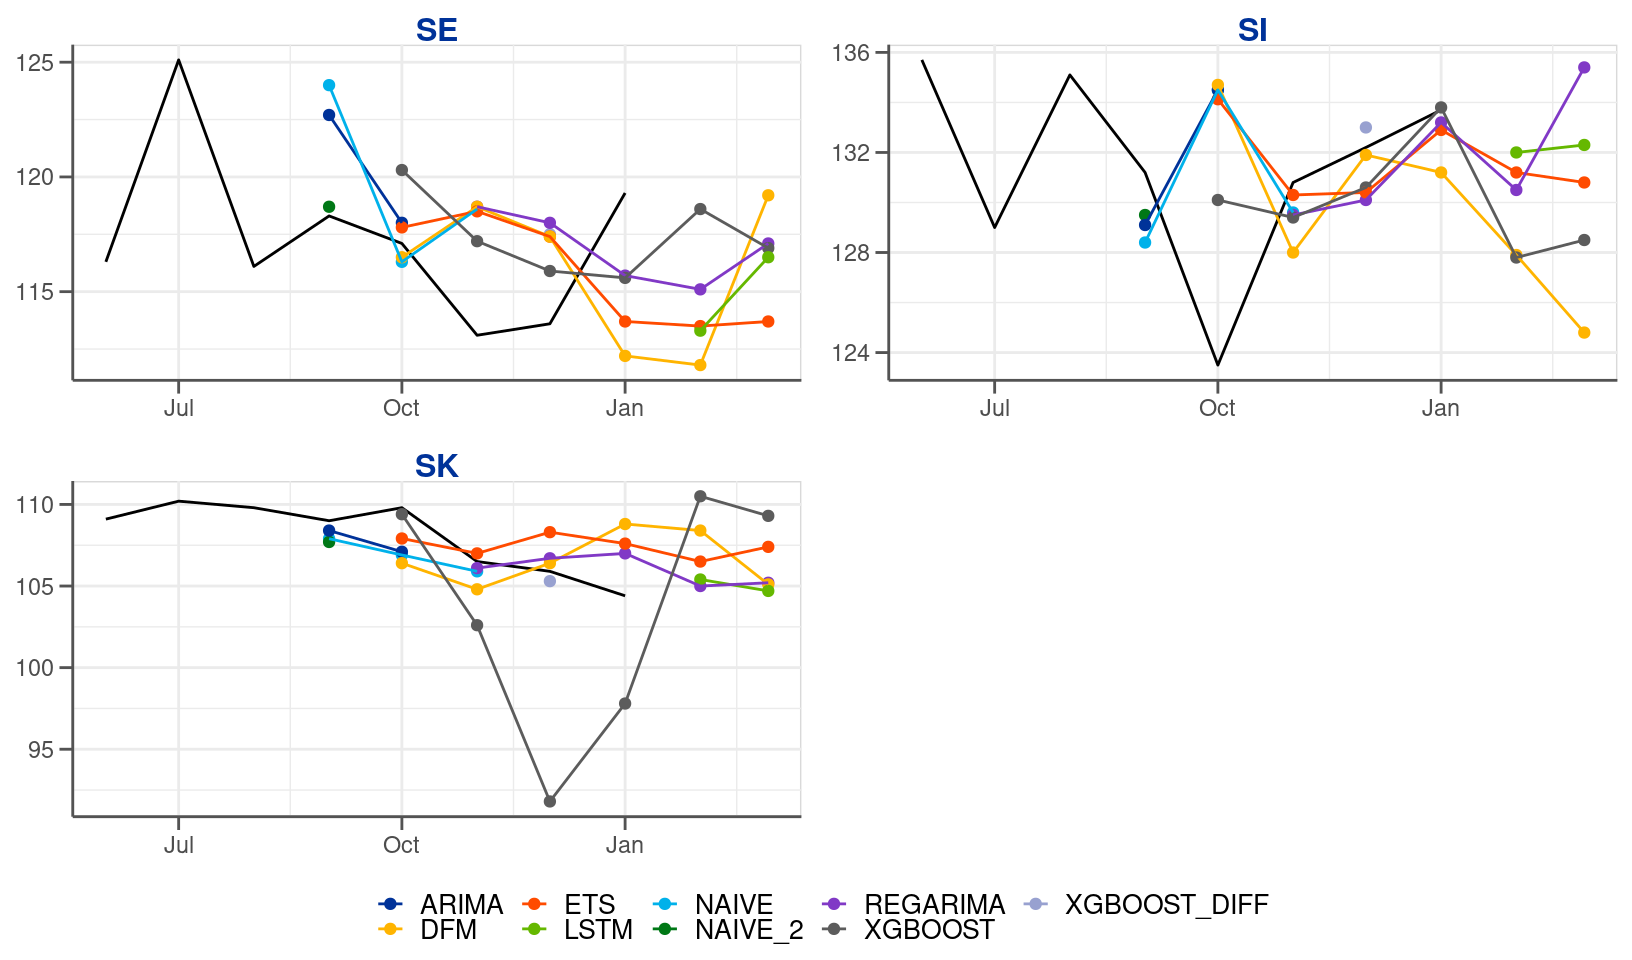 SE
125
120
115
Jul Oct Jan
SI
136
132
128
124
Jul Oct Jan
SK
110
105
100
95
Jul Oct Jan
ARIMA ETS NAIVE REGARIMA XGBOOST_DIFF
DFM LSTM NAIVE_2 XGBOOST